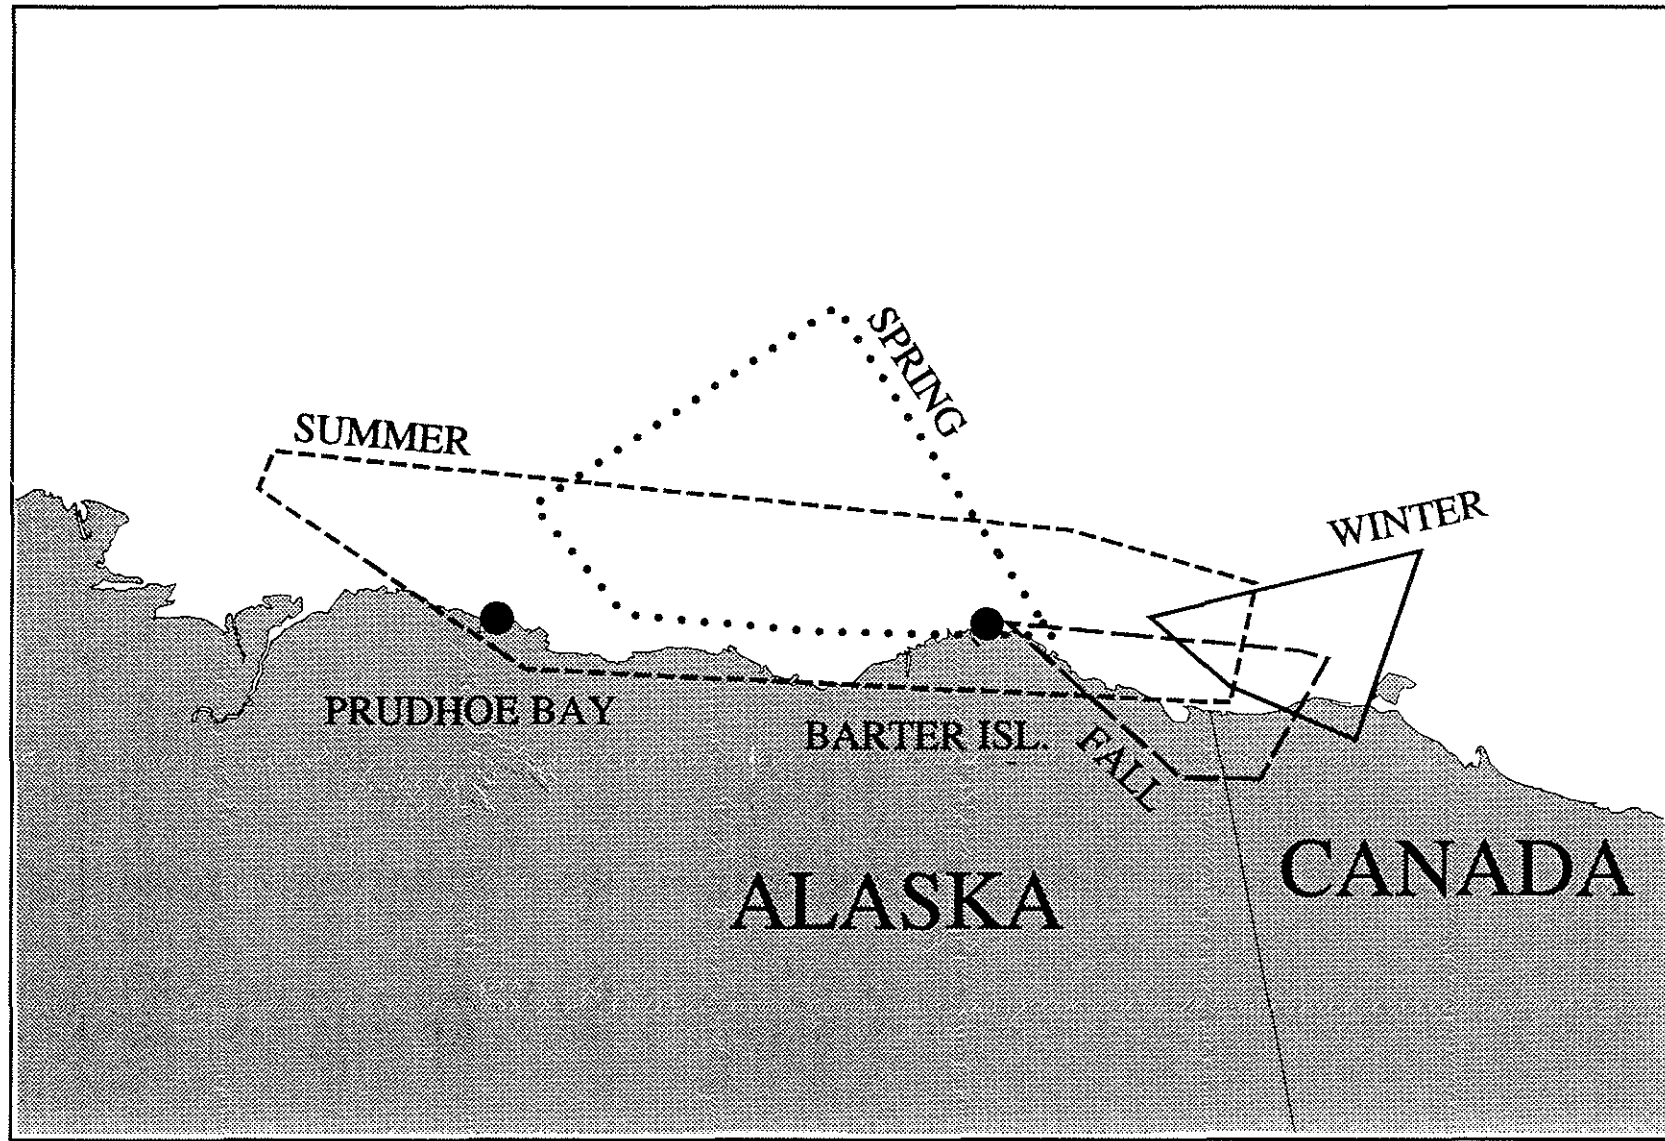 SPRING
SUMMER
WINTER
PRUDHOE BAY
BARTER ISL.
FALL
ALASKA
CANADA